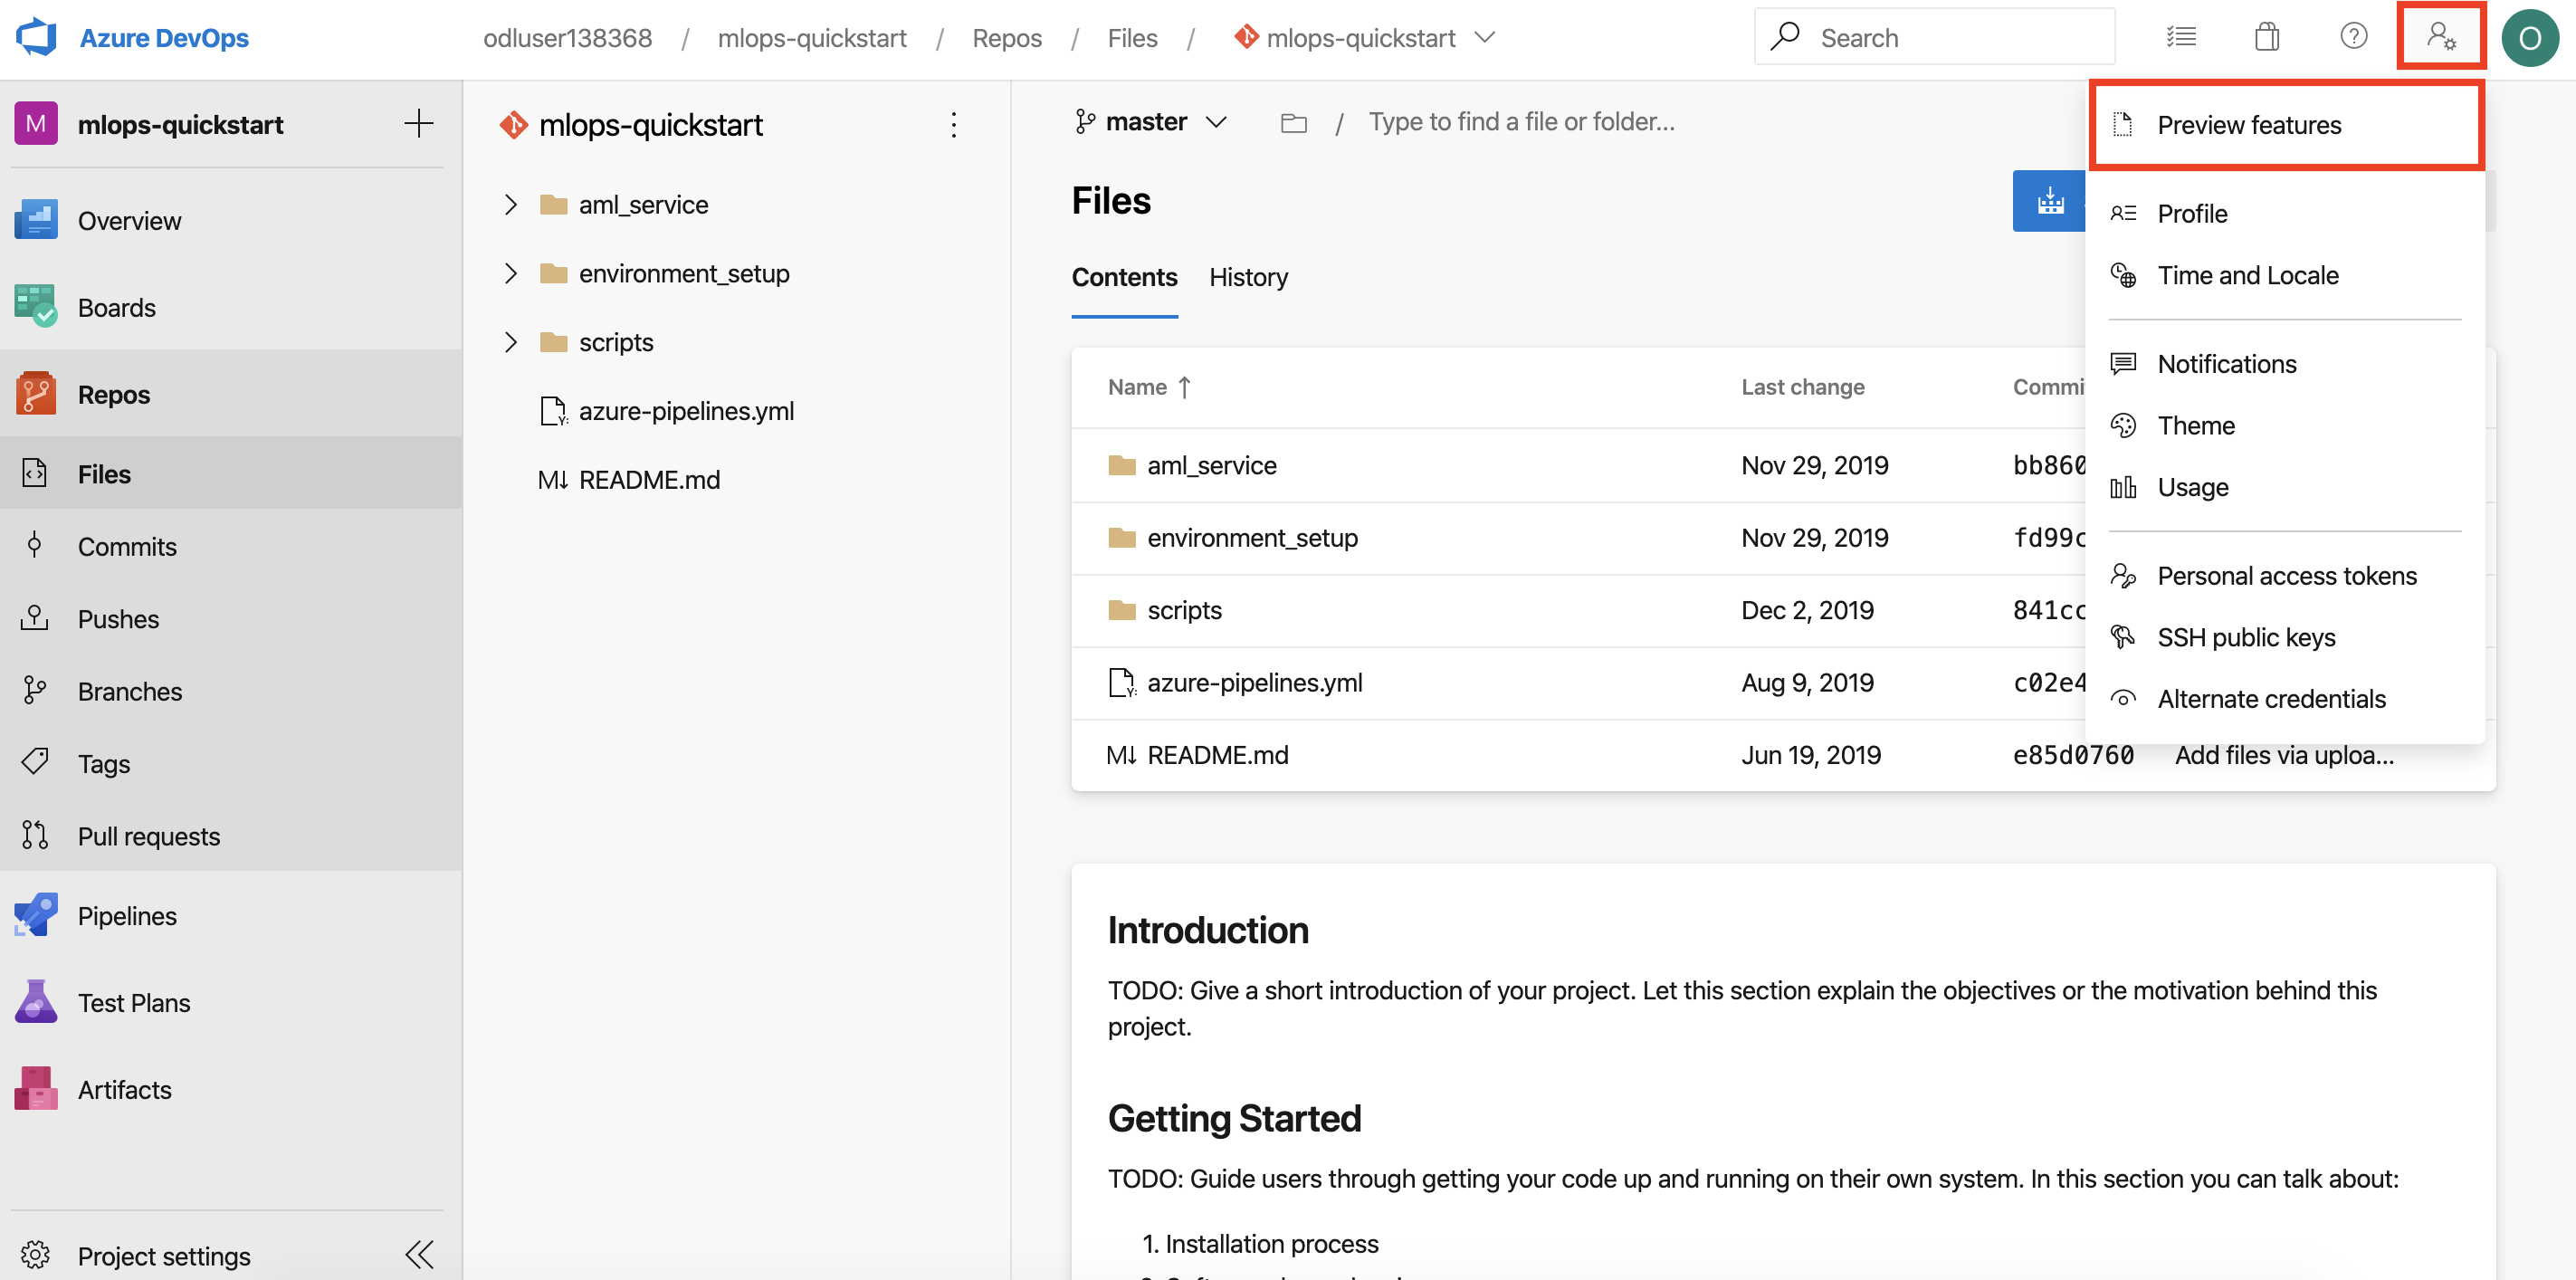 Azure DevOps
odluser138368 / mlops-quickstart / Repos / Files / mlops-quickstart
Search
O
M
mlops-quickstart
Overview
Boards
Repos
Files
Commits
Pushes
Branches
Tags
Pull requests
Pipelines
Test Plans
Artifacts
Project settings
mlops-quickstart
aml_service
environment_setup
scripts
azure-pipelines.yml
M↓ README.md
master / Type to find a file or folder...
Files
Contents History
Name ↑ Last change
aml_service Nov 29, 2019 bb860
environment_setup Nov 29, 2019
scripts Dec 2, 2019
azure-pipelines.yml Aug 9, 2019 c02e4
M↓ README.md Jun 19, 2019 e85d0760 Add files via uploa...
Introduction
TODO: Give a short introduction of your project. Let this section explain the objectives or the motivation behind this
project.
Getting Started
TODO: Guide users through getting your code up and running on their own system. In this section you can talk about:
1. Installation process
Preview features
Profile
Time and Locale
Notifications
Theme
Usage
Personal access tokens
SSH public keys
Alternate credentials